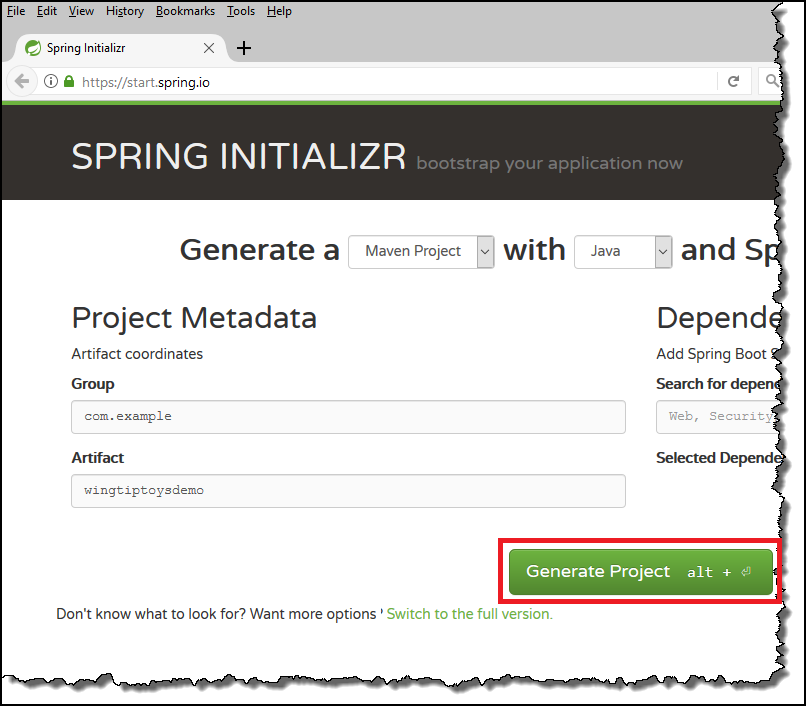 File Edit View History Bookmarks Tools Help
Spring Initializr
https://start.spring.io
SPRING INITIALIZR bootstrap your application now
Generate a Maven Project with Java and Sp
Project Metadata
Depende
Artifact coordinates
Add Spring Boot S
Group
Search for depend
com.example
Web, Security
Artifact
Selected Depende
wingtiptoysdemo
Generate Project alt + ⏎
Don't know what to look for? Want more options ' Switch to the full version.